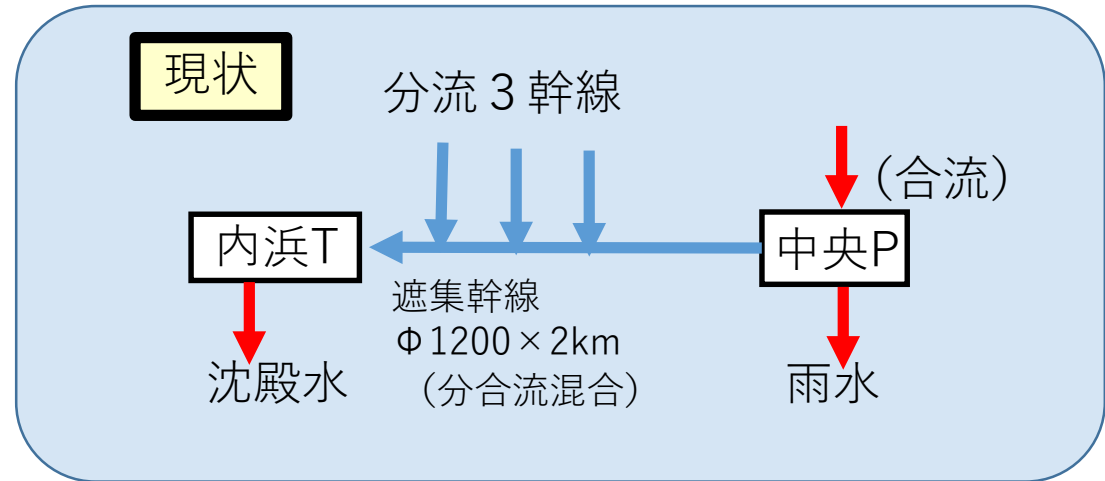 現状
分流３幹線
（合流）
内浜T
中央P
遮集幹線
Φ1200×2km
（分合流混合）
沈殿水
雨水